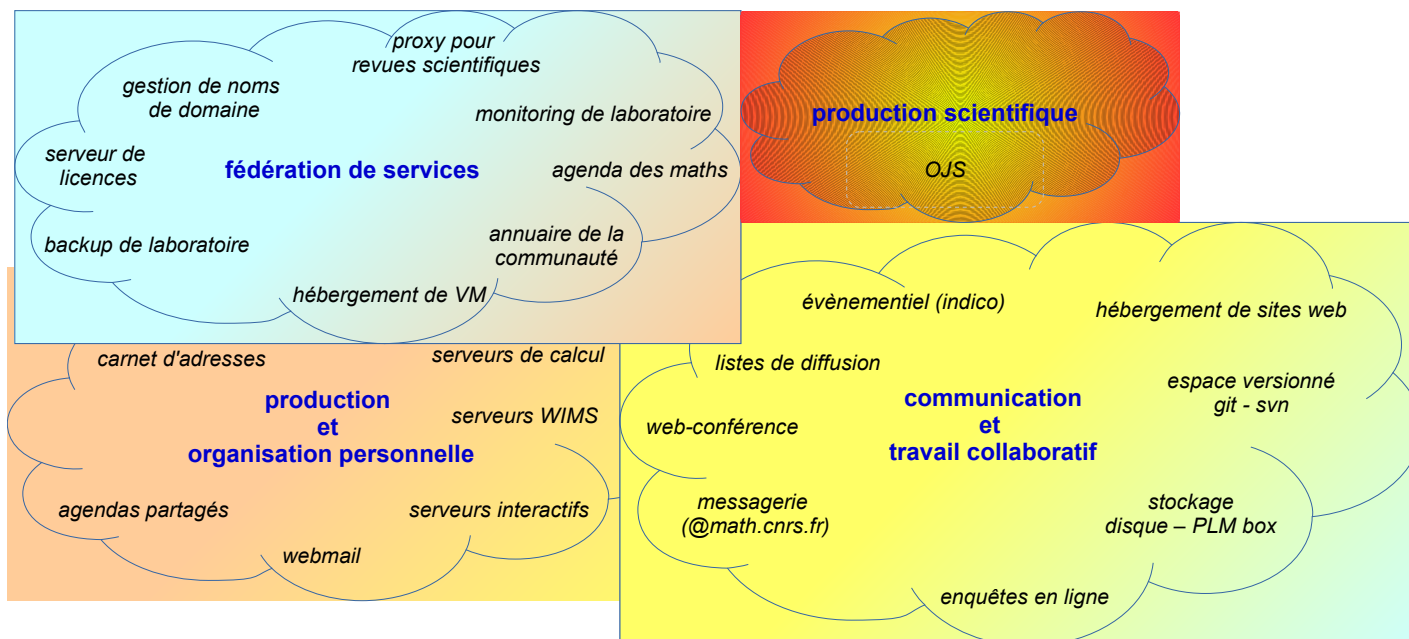 proxy pour
revues scientifiques
gestion de noms
de domaine
monitoring de laboratoire
serveur de
licences
fédération de services
agenda des maths
backup de laboratoire
annuaire de la
communauté
hébergement de VM
production scientifique
OJS
carnet d'adresses
serveurs de calcul
production
et
organisation personnelle
serveurs WIMS
agendas partagés
serveurs interactifs
webmail
évènementiel (indico)
hébergement de sites web
listes de diffusion
espace versionné
git - svn
communication
et
travail collaboratif
web-conférence
messagerie
(@math.cnrs.fr)
stockage
disque – PLM box
enquêtes en ligne